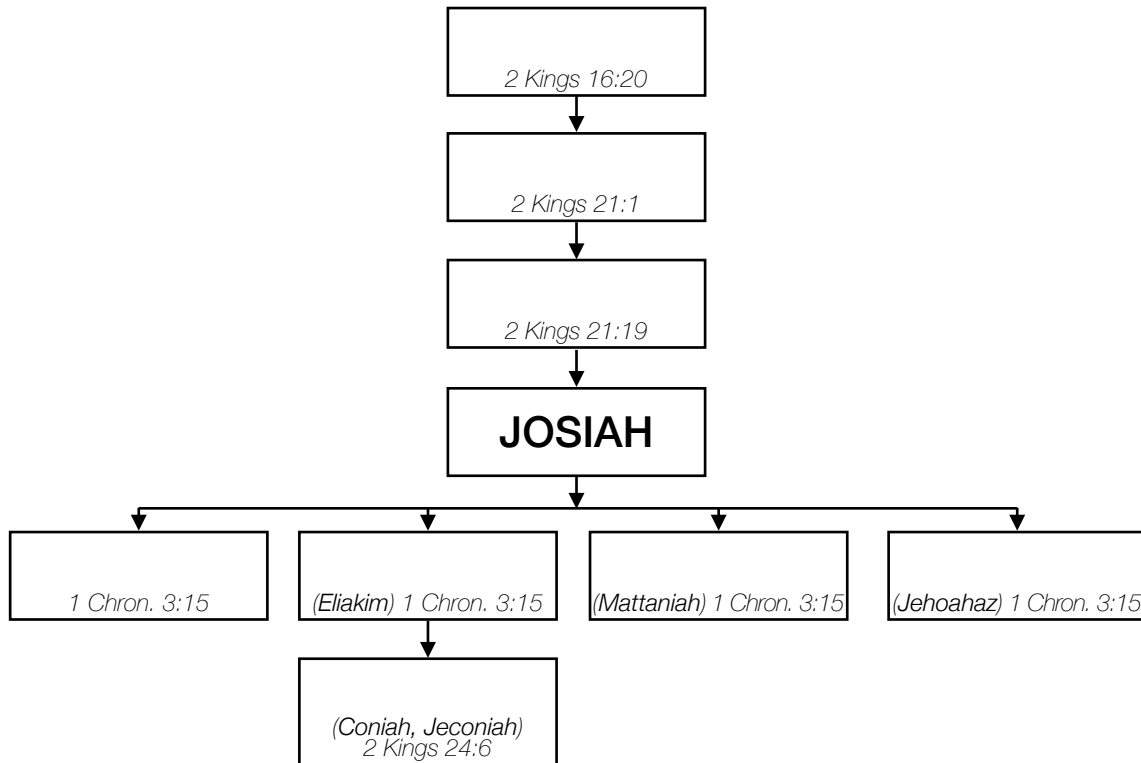 2 Kings 16:20
2 Kings 21:1
2 Kings 21:19
JOSIAH
1 Chron. 3:15
(Eliakim) 1 Chron. 3:15
(Mattaniah) 1 Chron. 3:15
(Jehoahaz) 1 Chron. 3:15
(Coniah, Jeconiah)
2 Kings 24:6